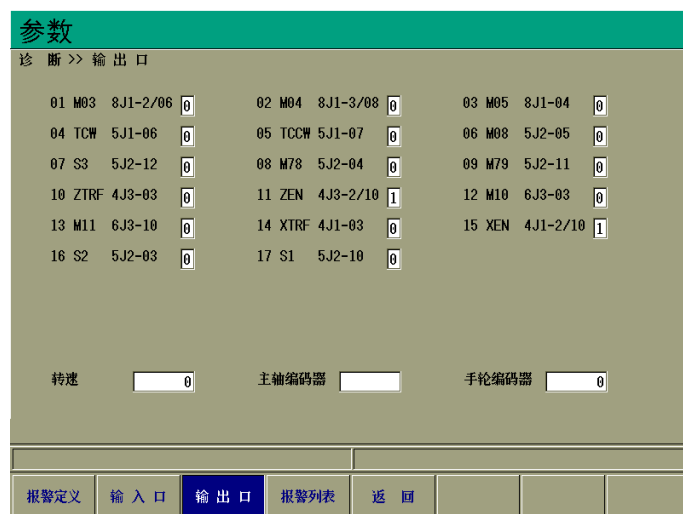 参数
诊 断>> 输 出 口
01 M03 8J1-2/06 0 02 M04 8J1-3/08 0 03 M05 8J1-04 0
04 TCW 5J1-06 0 05 TCCW 5J1-07 0 06 M08 5J2-05 0
07 S3 5J2-12 0 08 M78 5J2-04 0 09 M79 5J2-11 0
10 ZTRF 4J3-03 0 11 ZEN 4J3-2/10 1 12 M10 6J3-03 0
13 M11 6J3-10 0 14 XTRF 4J1-03 0 15 XEN 4J1-2/10 1
16 S2 5J2-03 0 17 S1 5J2-10 0
转速 0 主轴编码器 手轮编码器 0
报警定义 输 入 口 输 出 口 报警列表 返 回